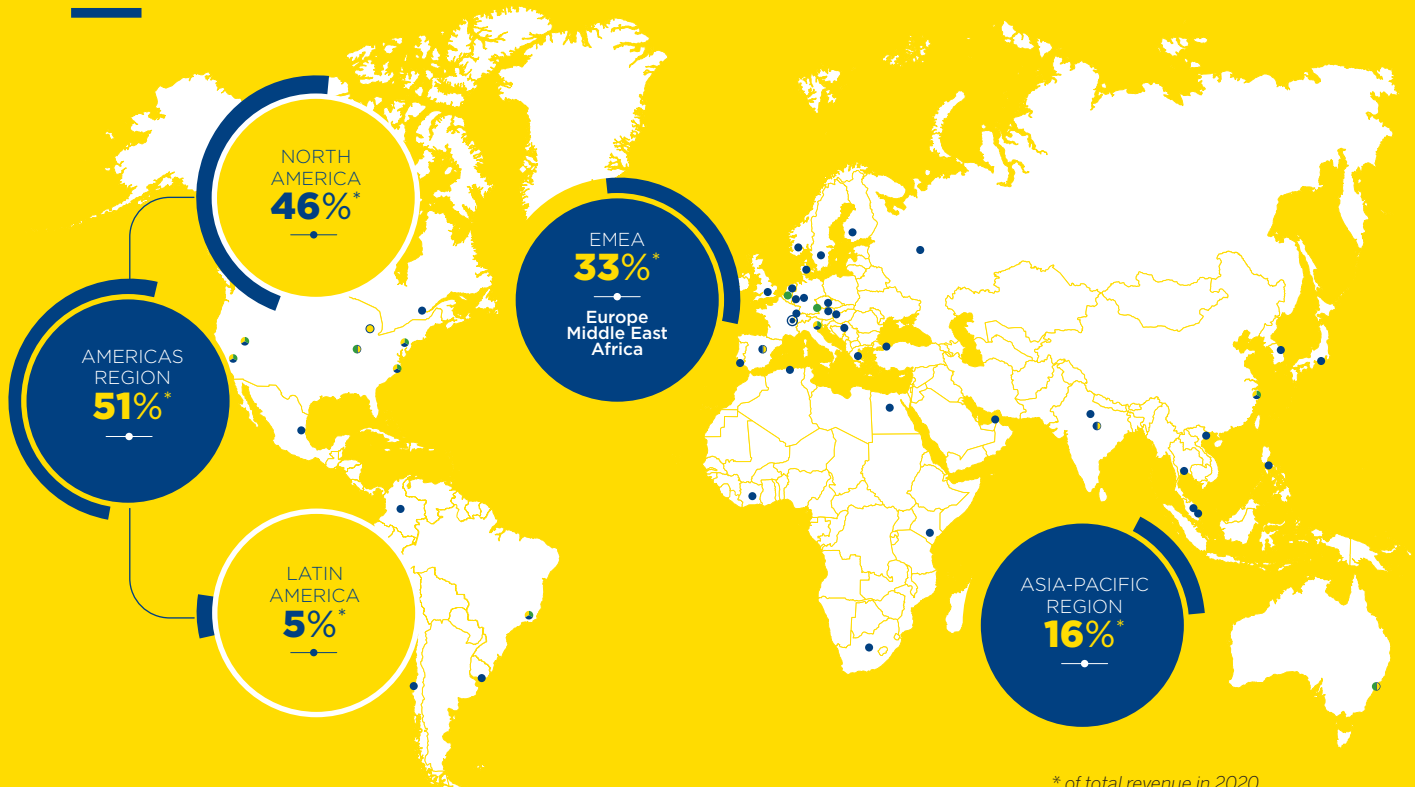 NORTH
AMERICA
46%*
EMEA
33%*
Europe
Middle East
Africa
AMERICAS
REGION
51%*
LATIN
AMERICA
5%*
ASIA-PACIFIC
REGION
16%*
* of total revenue in 2020